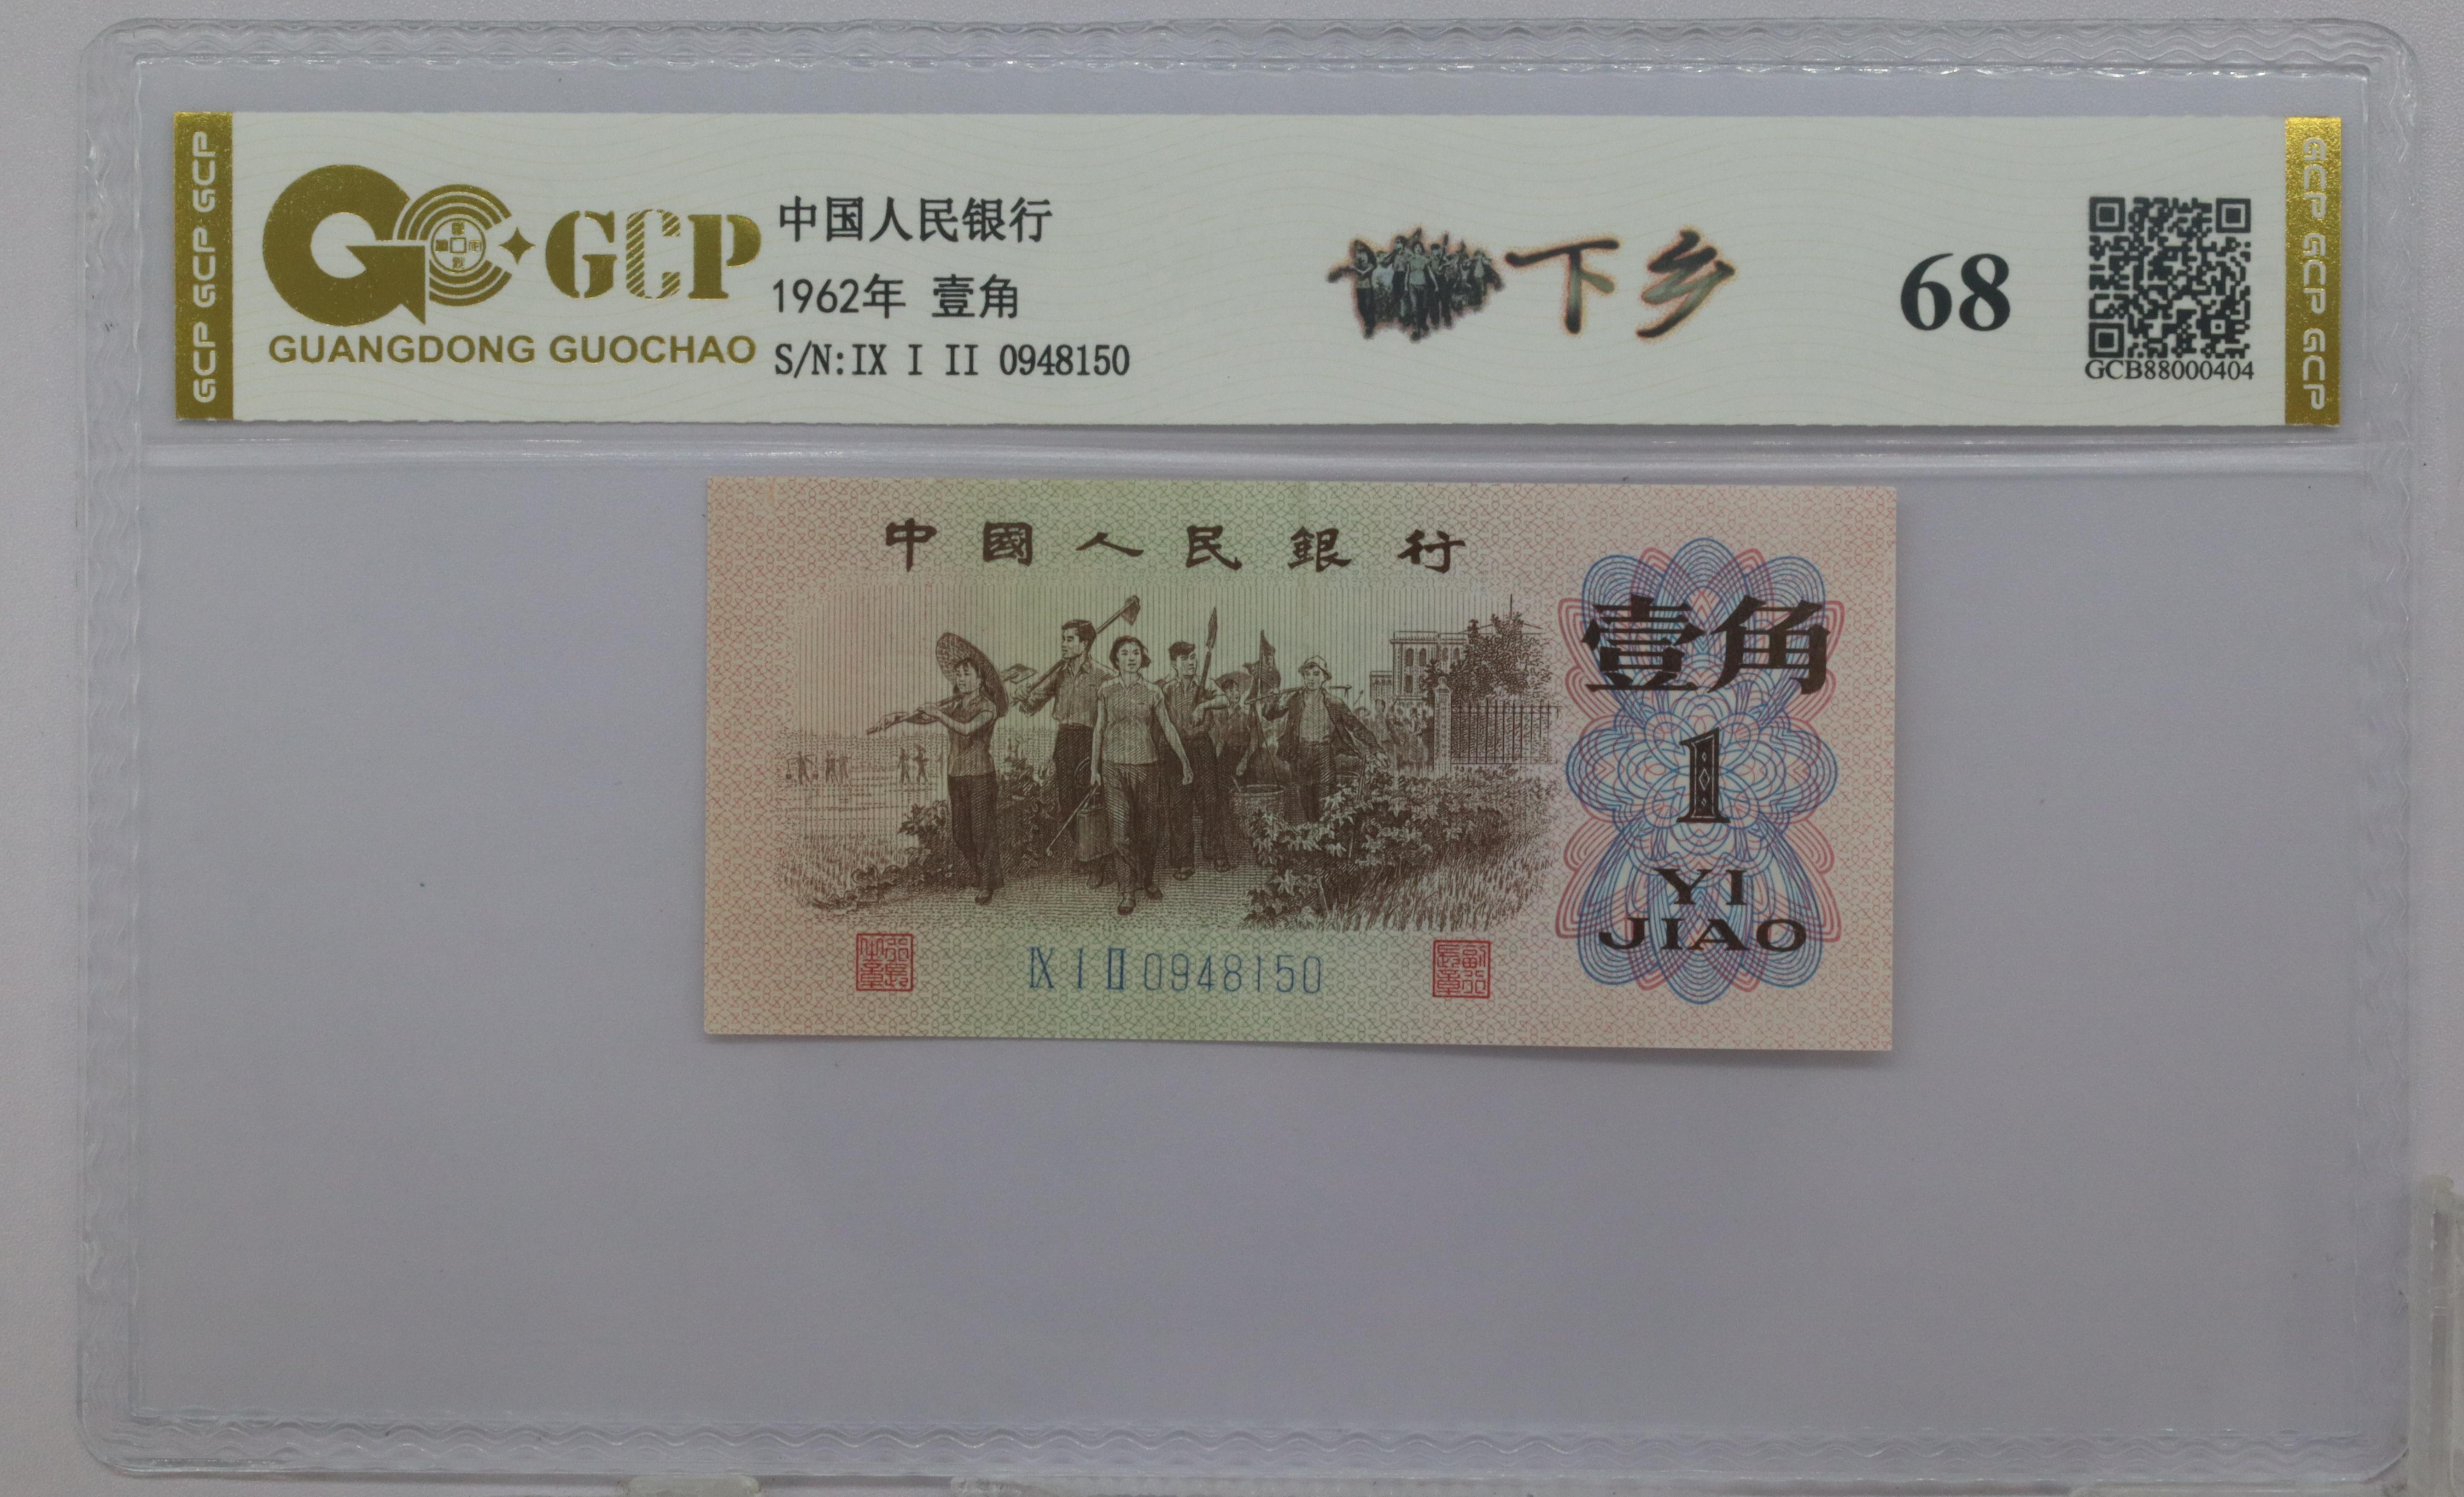 GCP GCP GCP
GCP
GUANGDONG GUOCHAO
中国人民银行
1962年 壹角
S/N:IX I II 0948150
下乡
68
GCB88000404
GCP GCP GCP
中國人民銀行
壹角
1
YI
JIAO
IX I II 0948150